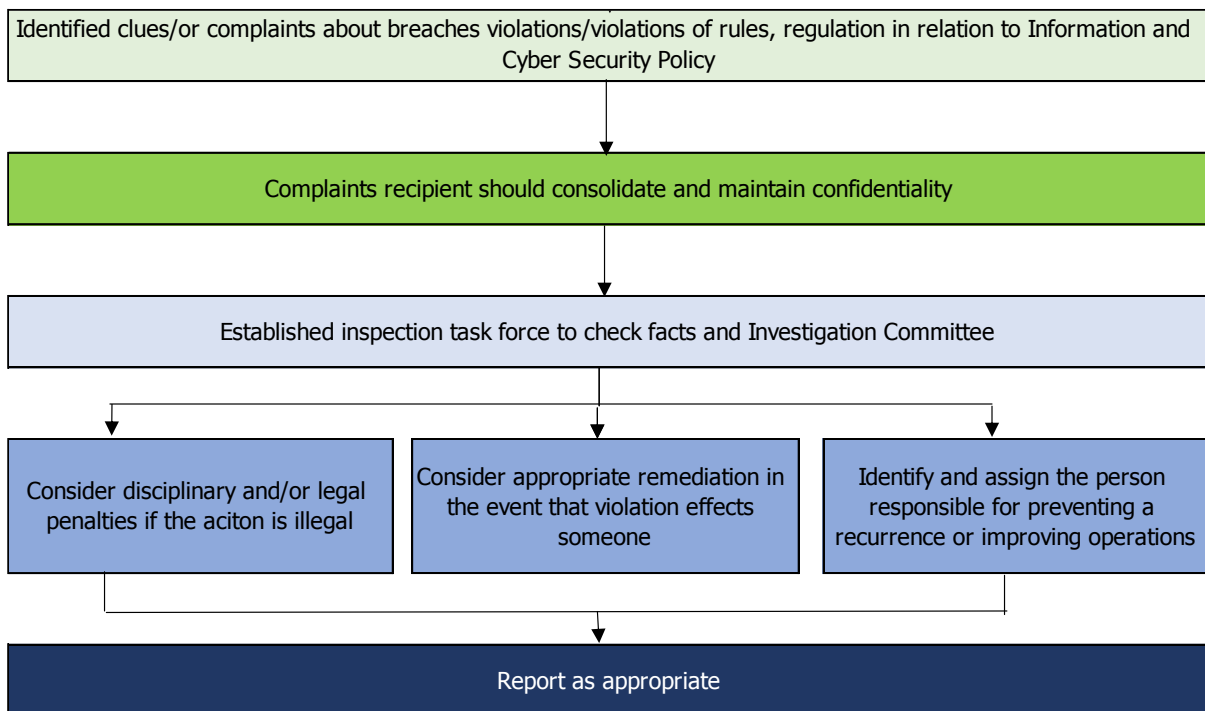 Identified clues/or complaints about breaches violations/violations of rules, regulation in relation to Information and
Cyber Security Policy
Complaints recipient should consolidate and maintain confidentiality
Established inspection task force to check facts and Investigation Committee
Consider disciplinary and/or legal
penalties if the aciton is illegal
Consider appropriate remediation in
the event that violation effects
someone
Identify and assign the person
responsible for preventing a
recurrence or improving operations
Report as appropriate